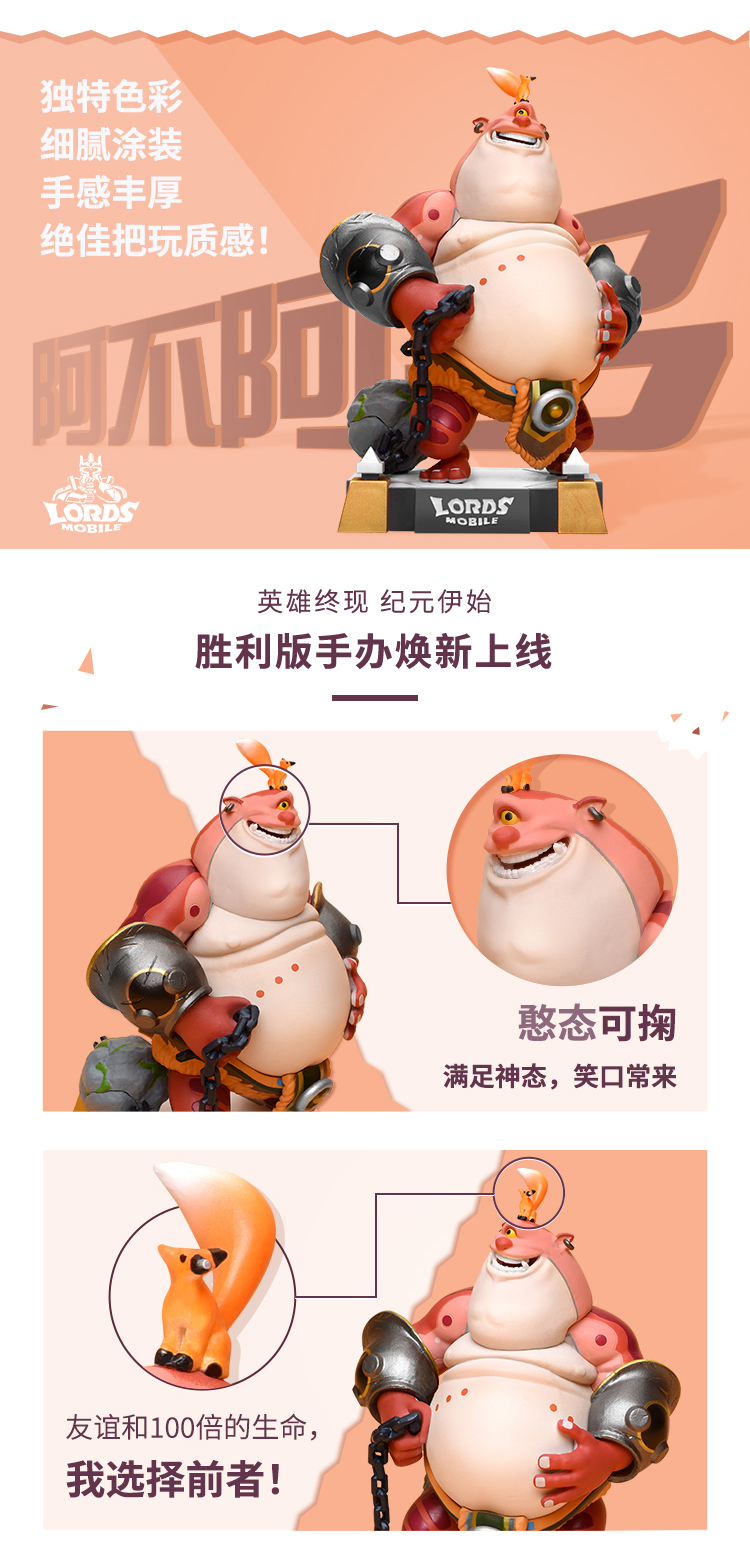 独特色彩
细腻涂装
手感丰厚
绝佳把玩质感！
阿不阿
LORDS
MOBILE
LORDS
MOBILE
英雄终现 纪元伊始
胜利版手办焕新上线
憨态可掬
满足神态，笑口常来
友谊和100倍的生命，
我选择前者！